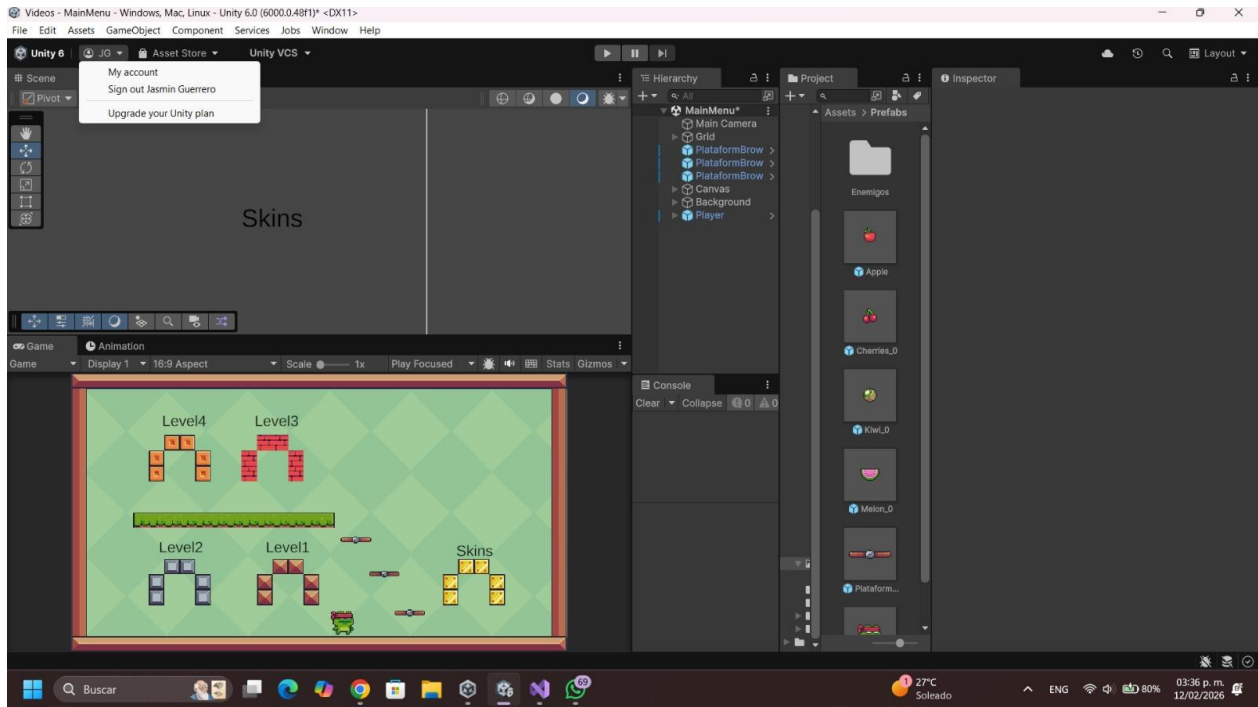 Videos - MainMenu - Windows, Mac, Linux - Unity 6.0 (6000.0.48f1)* <DX11>
File Edit Assets GameObject Component Services Jobs Window Help
Unity 6 JG Asset Store Unity VCS Layout
My account
Sign out Jasmin Guerrero
Upgrade your Unity plan
Scene
Pivot
Skins
Game Animation
Game Display 1 16:9 Aspect Scale 1x Play Focused Stats Gizmos
Level4 Level3
Level2 Level1 Skins
Hierarchy
All
MainMenu*
Main Camera
Grid
PlataformBrow
PlataformBrow
PlataformBrow
Canvas
Background
Player
Console
Clear Collapse 0 0
Project
Assets > Prefabs
Enemigos
Apple
Cherries_0
Kiwi_0
Melon_0
Plataform...
Inspector
Buscar
69
1
27°C
Soleado
ENG
80%
03:36 p. m.
12/02/2026